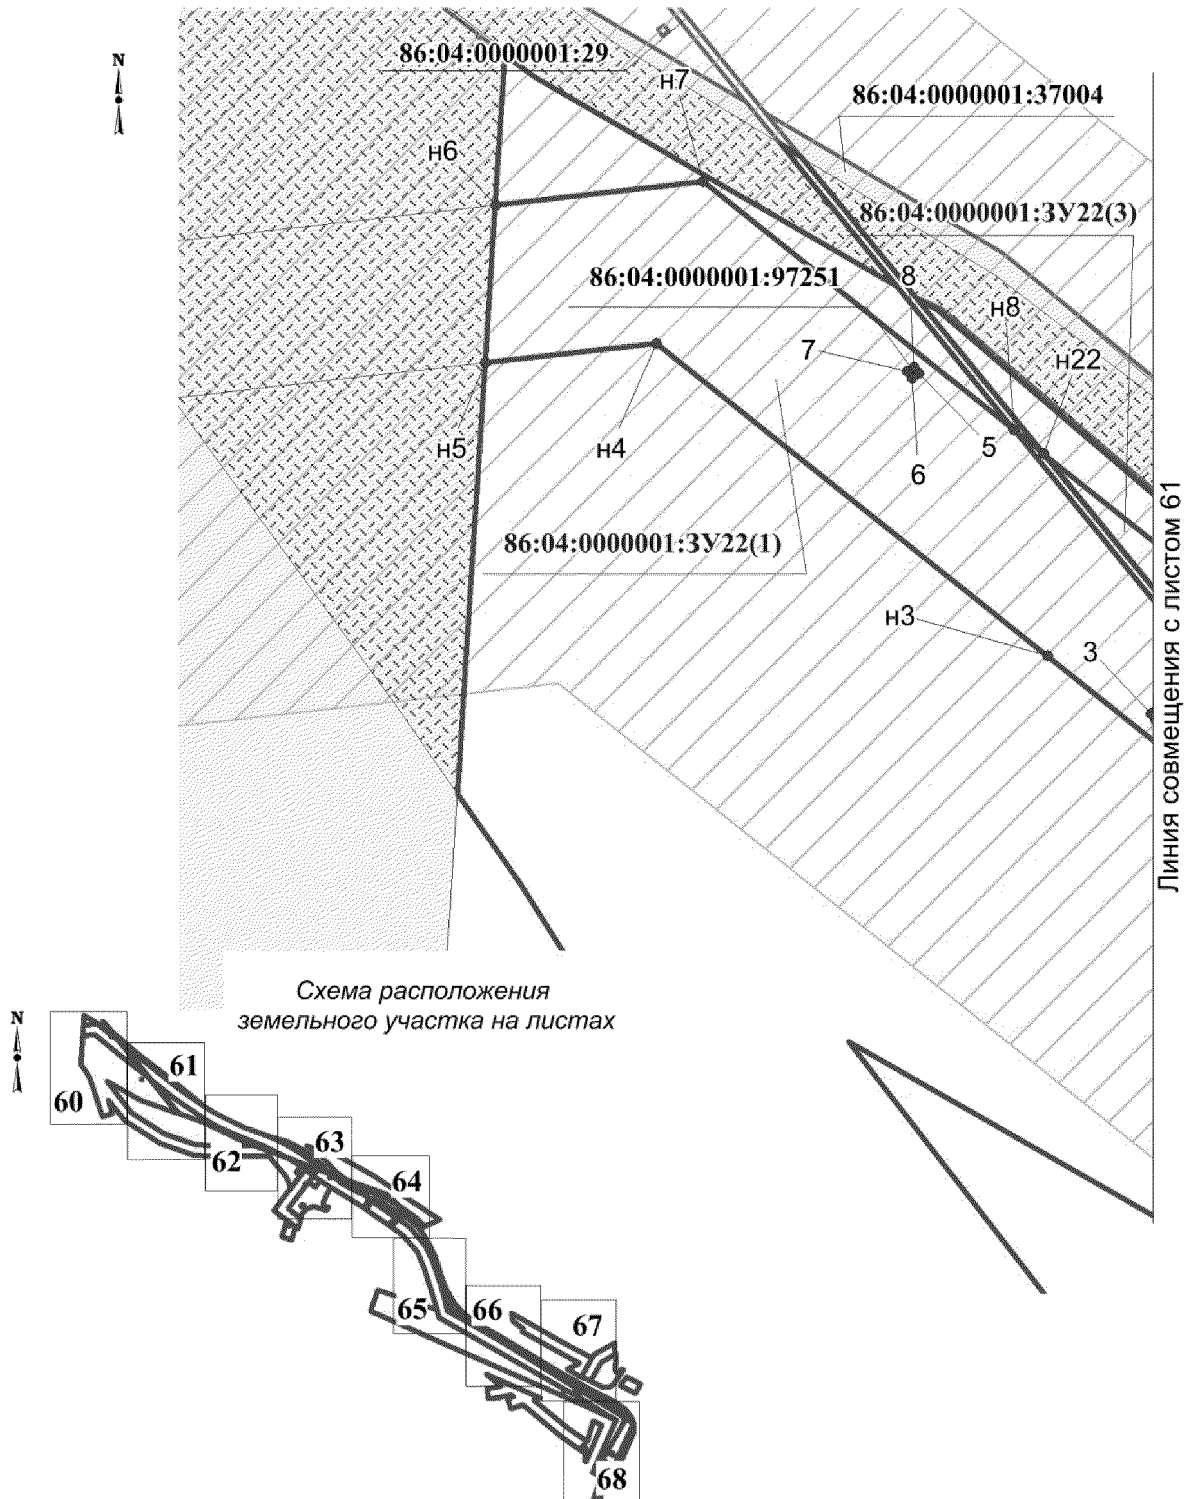 86:04:0000001:29
N
н7
86:04:0000001:37004
н6
86:04:0000001:ЗУ22(3)
86:04:0000001:97251
8
н8
7
н22
н5
н4
5
6
86:04:0000001:ЗУ22(1)
н3
3
Линия совмещения с листом 61
Схема расположения
земельного участка на листах
N
61
60
63
62
64
65
66
67
68